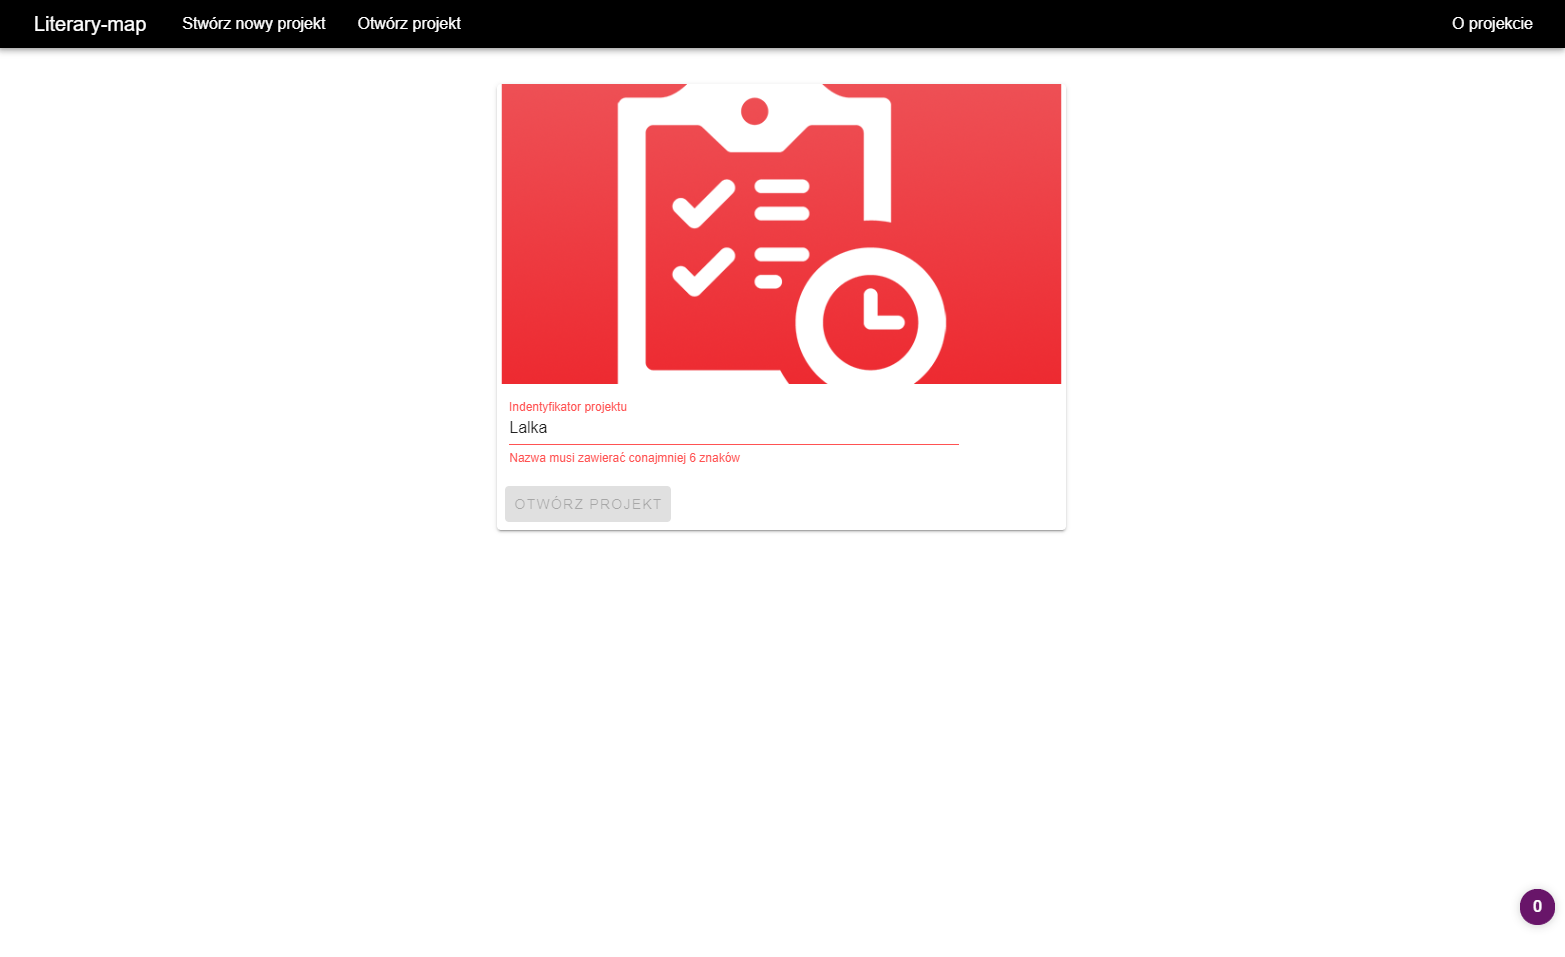 Literary-map
Stwórz nowy projekt
Otwórz projekt
O projekcie
Indentyfikator projektu
Lalka
Nazwa musi zawierać conajmniej 6 znaków
OTWÓRZ PROJEKT
0